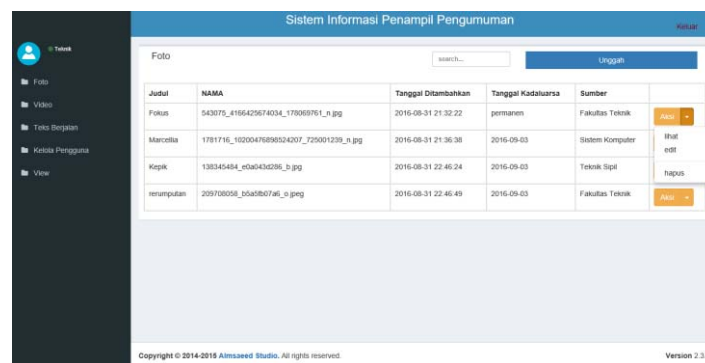 Sistem Informasi Penampil Pengumuman
Keluar
Teknik
Foto
Video
Teks Berjalan
Kelola Pengguna
View
Foto
search...
Unggah
Judul NAMA Tanggal Ditambahkan Tanggal Kadaluarsa Sumber
Fokus 543075_4166425674034_178069761_n.jpg 2016-08-31 21:32:22 permanen Fakultas Teknik Aksi
Marcellia 1781716_10200476898524207_725001239_n.jpg 2016-08-31 21:36:38 2016-09-03 Sistem Komputer
lihat
edit
hapus
Kepik 138345484_e0a043d286_b.jpg 2016-08-31 22:46:24 2016-09-03 Teknik Sipil
rerumputan 209708058_b5a5fb07a6_o.jpeg 2016-08-31 22:46:49 2016-09-03 Fakultas Teknik Aksi
Copyright © 2014-2015 Almsaeed Studio. All rights reserved
Version 2.3